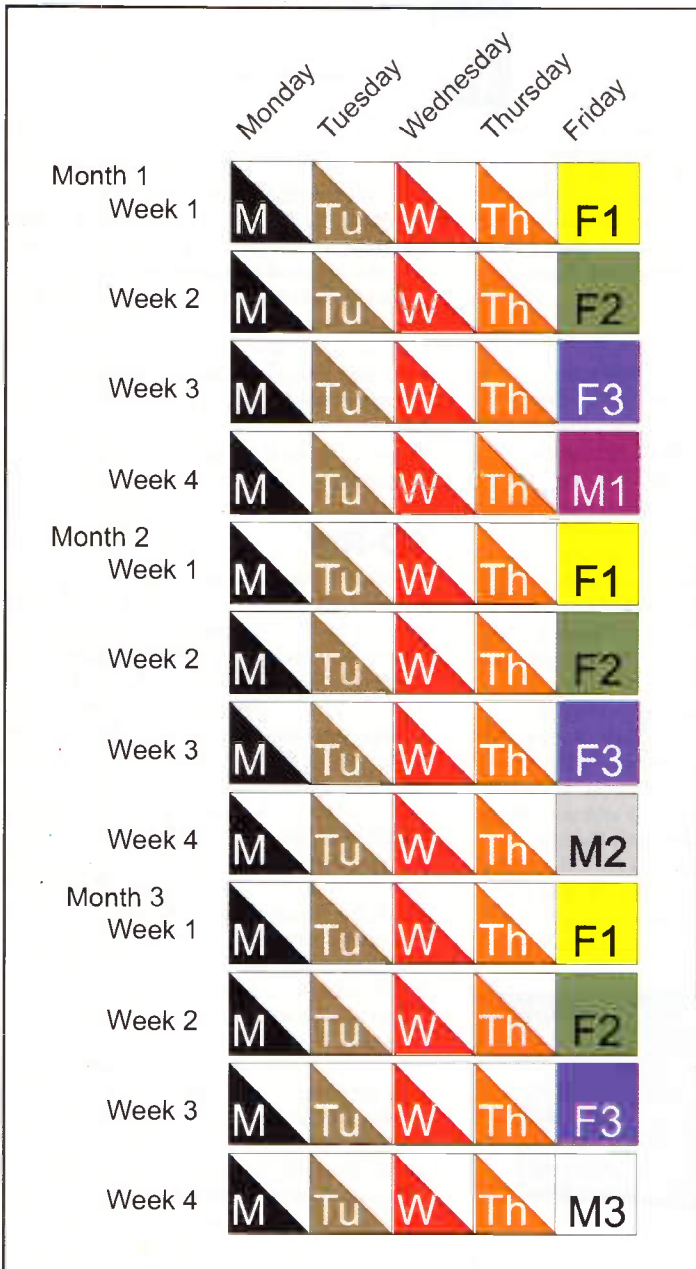 Monday Tuesday Wednesday Thursday Friday
Month 1
Week 1 M Tu W Th F1
Week 2 M Tu W Th F2
Week 3 M Tu W Th F3
Week 4 M Tu W Th M1
Month 2
Week 1 M Tu W Th F1
Week 2 M Tu W Th F2
Week 3 M Tu W Th F3
Week 4 M Tu W Th M2
Month 3
Week 1 M Tu W Th F1
Week 2 M Tu W Th F2
Week 3 M Tu W Th F3
Week 4 M Tu W Th M3